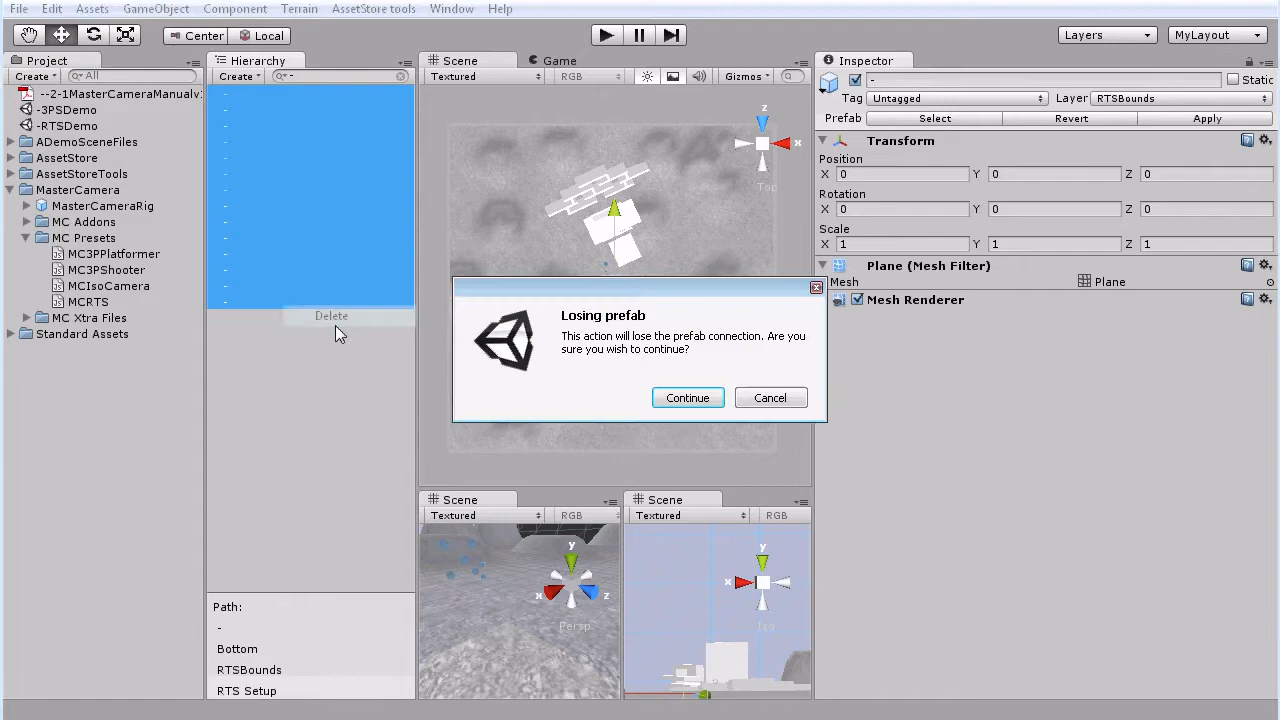 File Edit Assets GameObject Component Terrain AssetStore tools Window Help
Center Local Layers MyLayout
Project Hierarchy Scene Game Inspector
Create All Create - Textured RGB Gizmos - Static
Tag Untagged Layer RTSBounds
Prefab Select Revert Apply
--2-1MasterCameraManualv:
-3PSDemo
-RTSDemo
ADemoSceneFiles
AssetStore
AssetStoreTools
MasterCamera
MasterCameraRig
MC Addons
MC Presets
MC3PPlatformer
MC3PShooter
MCIsoCamera
MCRTS
MC Xtra Files
Standard Assets
-
-
-
-
-
-
-
-
-
-
-
-
-
-
Delete
Path:
-
Bottom
RTSBounds
RTS Setup
z
x
Top
Losing prefab
This action will lose the prefab connection. Are you
sure you wish to continue?
Continue Cancel
Scene
Textured RGB
y
x z
Persp
Scene
Textured RGB
y
x
Iso
Transform
Position
X 0 Y 0 Z 0
Rotation
X 0 Y 0 Z 0
Scale
X 1 Y 1 Z 1
Plane (Mesh Filter)
Mesh Plane
Mesh Renderer